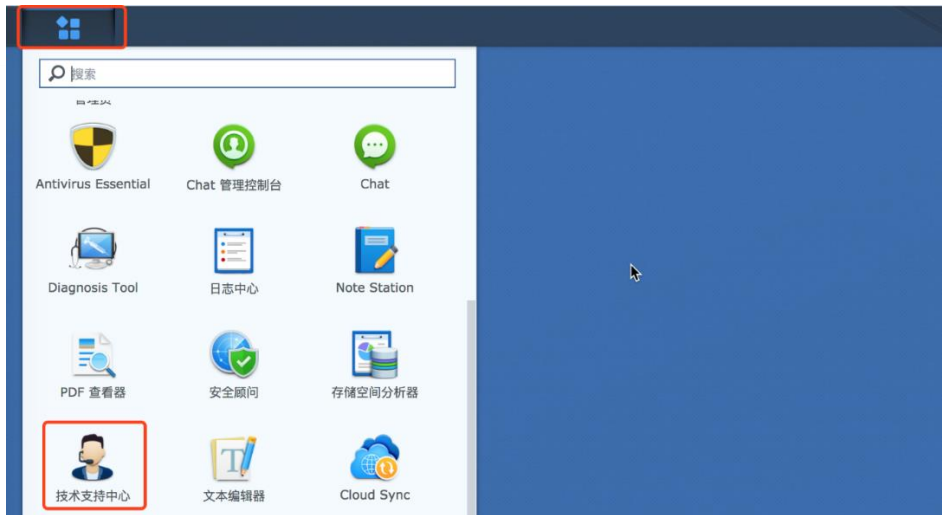 搜索
Antivirus Essential
Chat 管理控制台
Chat
Diagnosis Tool
日志中心
Note Station
PDF 查看器
安全顾问
存储空间分析器
技术支持中心
文本编辑器
Cloud Sync